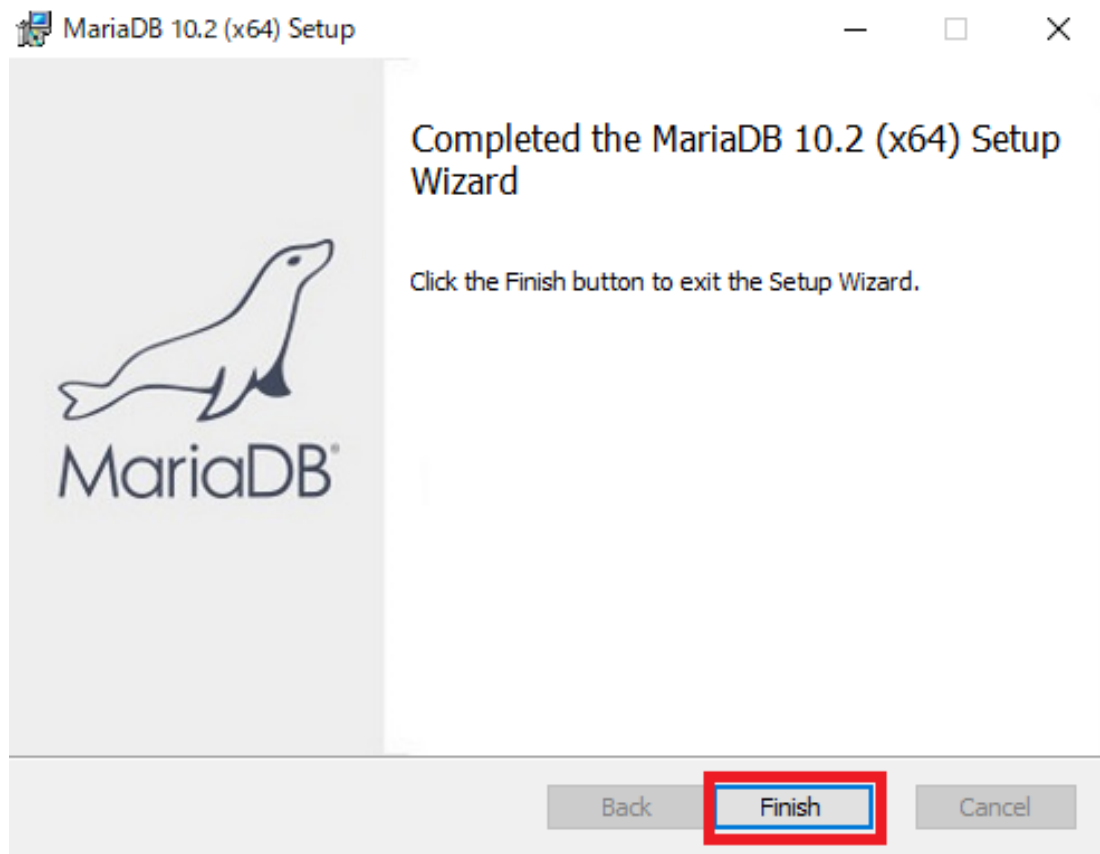 MariaDB 10.2 (x64) Setup
Completed the MariaDB 10.2 (x64) Setup
Wizard
Click the Finish button to exit the Setup Wizard.
MariaDB®
Back
Finish
Cancel